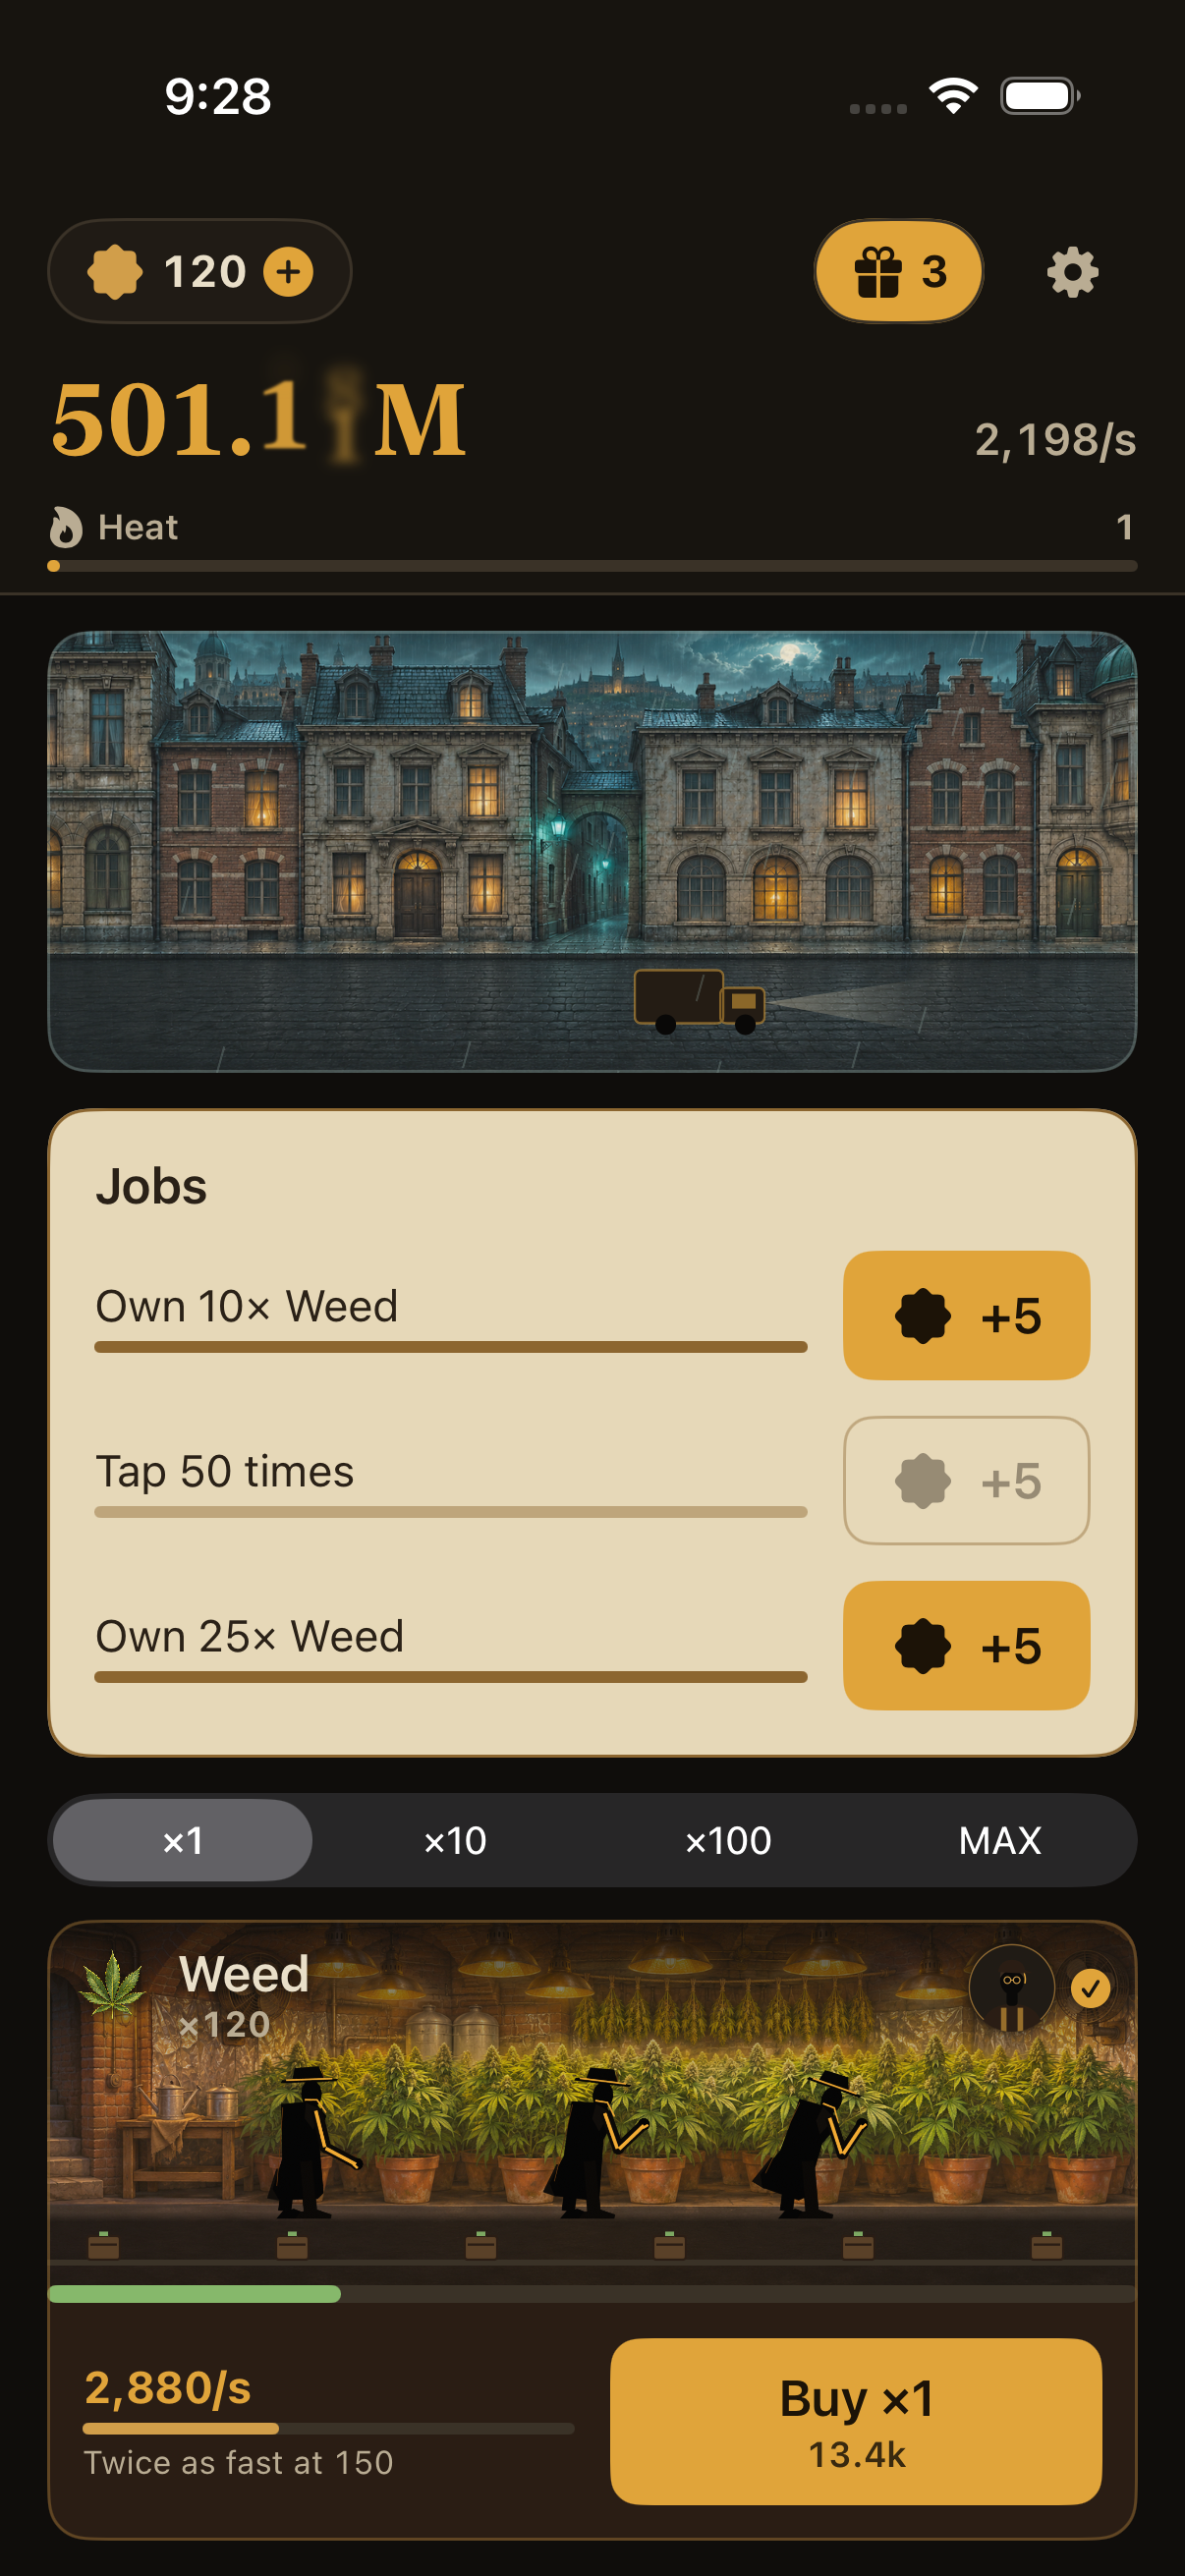 9:28
120
3
501.1 M
2,198/s
Heat
1
Jobs
Own 10× Weed
+5
Tap 50 times
+5
Own 25× Weed
+5
×1
×10
×100
MAX
Weed
×120
2,880/s
Twice as fast at 150
Buy ×1
13.4k